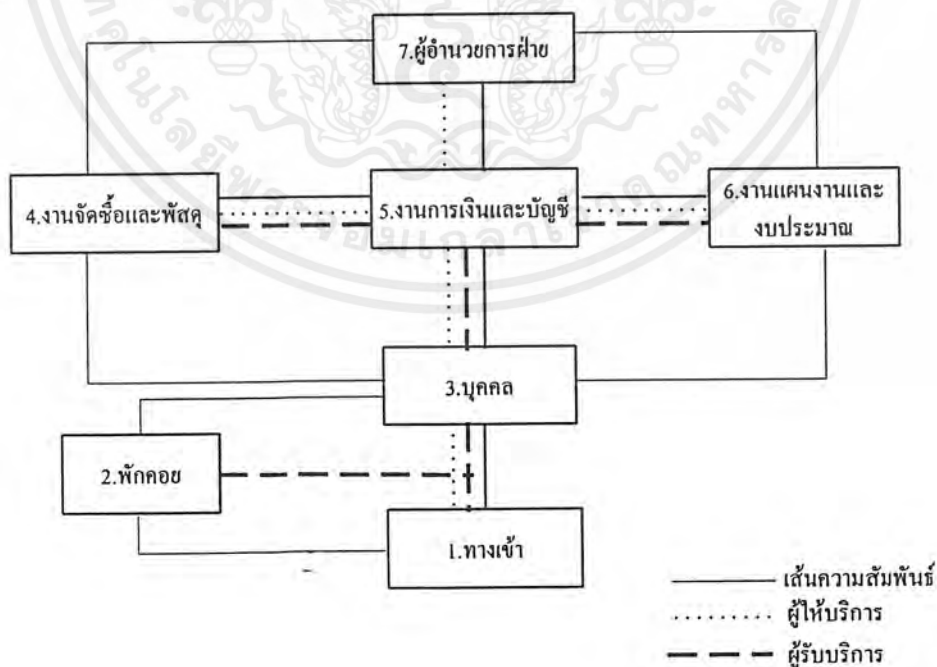 7.ผู้อำนวยการฝ่าย
4.งานจัดซื้อและพัสดุ
5.งานการเงินและบัญชี
6.งานแผนงานและ
งบประมาณ
3.บุคคล
2.พักคอย
1.ทางเข้า
เส้นความสัมพันธ์
ผู้ให้บริการ
ผู้รับบริการ